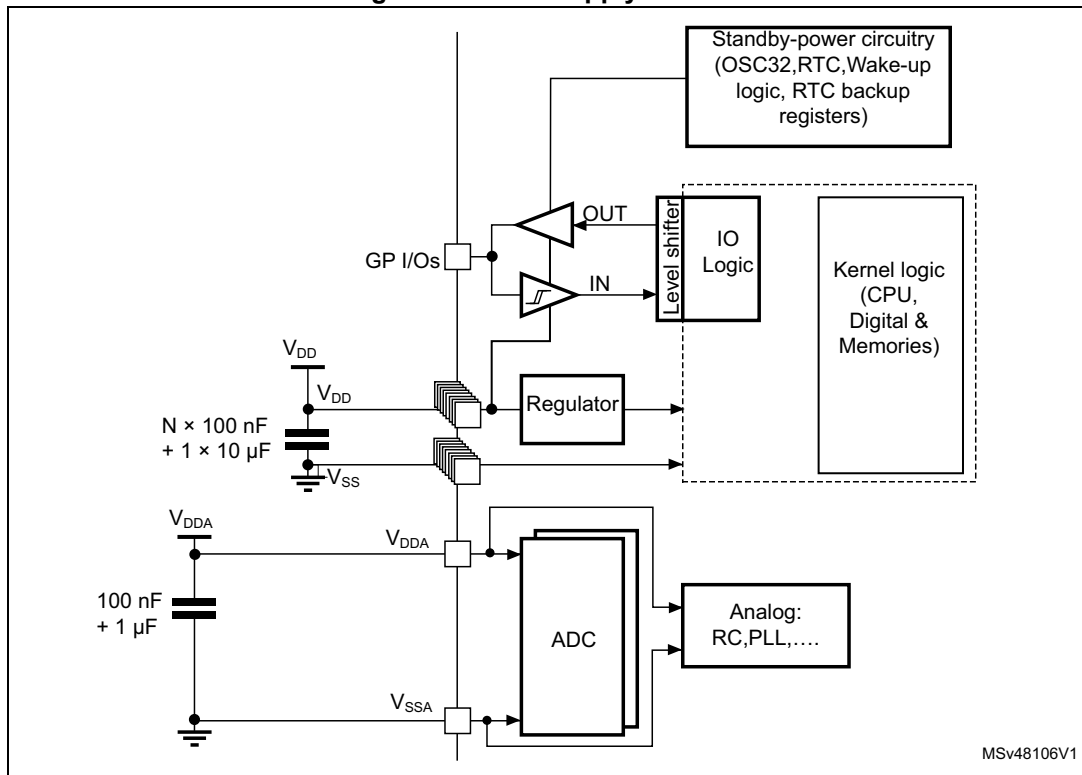 Standby-power circuitry
(OSC32,RTC,Wake-up
logic, RTC backup
registers)
OUT
GP I/Os
IN
Level shifter
IO
Logic
Kernel logic
(CPU,
Digital &
Memories)
VDD
VDD
N × 100 nF
+ 1 × 10 µF
Regulator
VSS
VDDA
VDDA
100 nF
+ 1 µF
ADC
Analog:
RC,PLL,….
VSSA
MSv48106V1